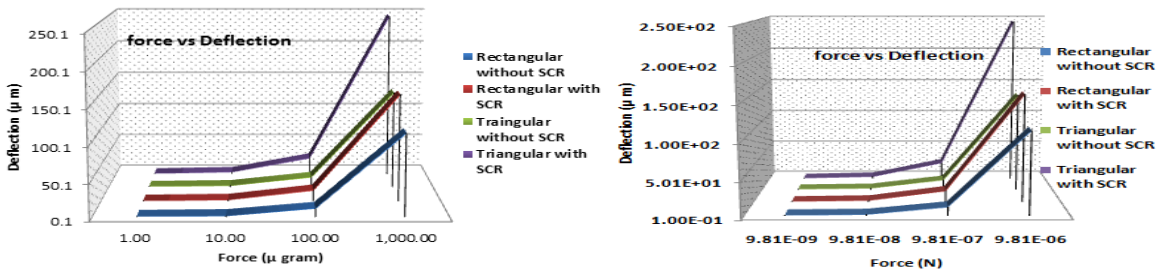 force vs Deflection
250.1
200.1
150.1
100.1
50.1
0.1
Deflection (µ m)
1.00 10.00 100.00 1,000.00
Force (µ gram)
Rectangular
without SCR
Rectangular with
SCR
Traingular
without SCR
Triangular with
SCR
force vs Deflection
2.50E+02
2.00E+02
1.50E+02
1.00E+02
5.01E+01
1.00E-01
Deflection (µ m)
9.81E-09 9.81E-08 9.81E-07 9.81E-06
Force (N)
Rectangular
without SCR
Rectangular
with SCR
Triangular
without SCR
Triangular
with SCR